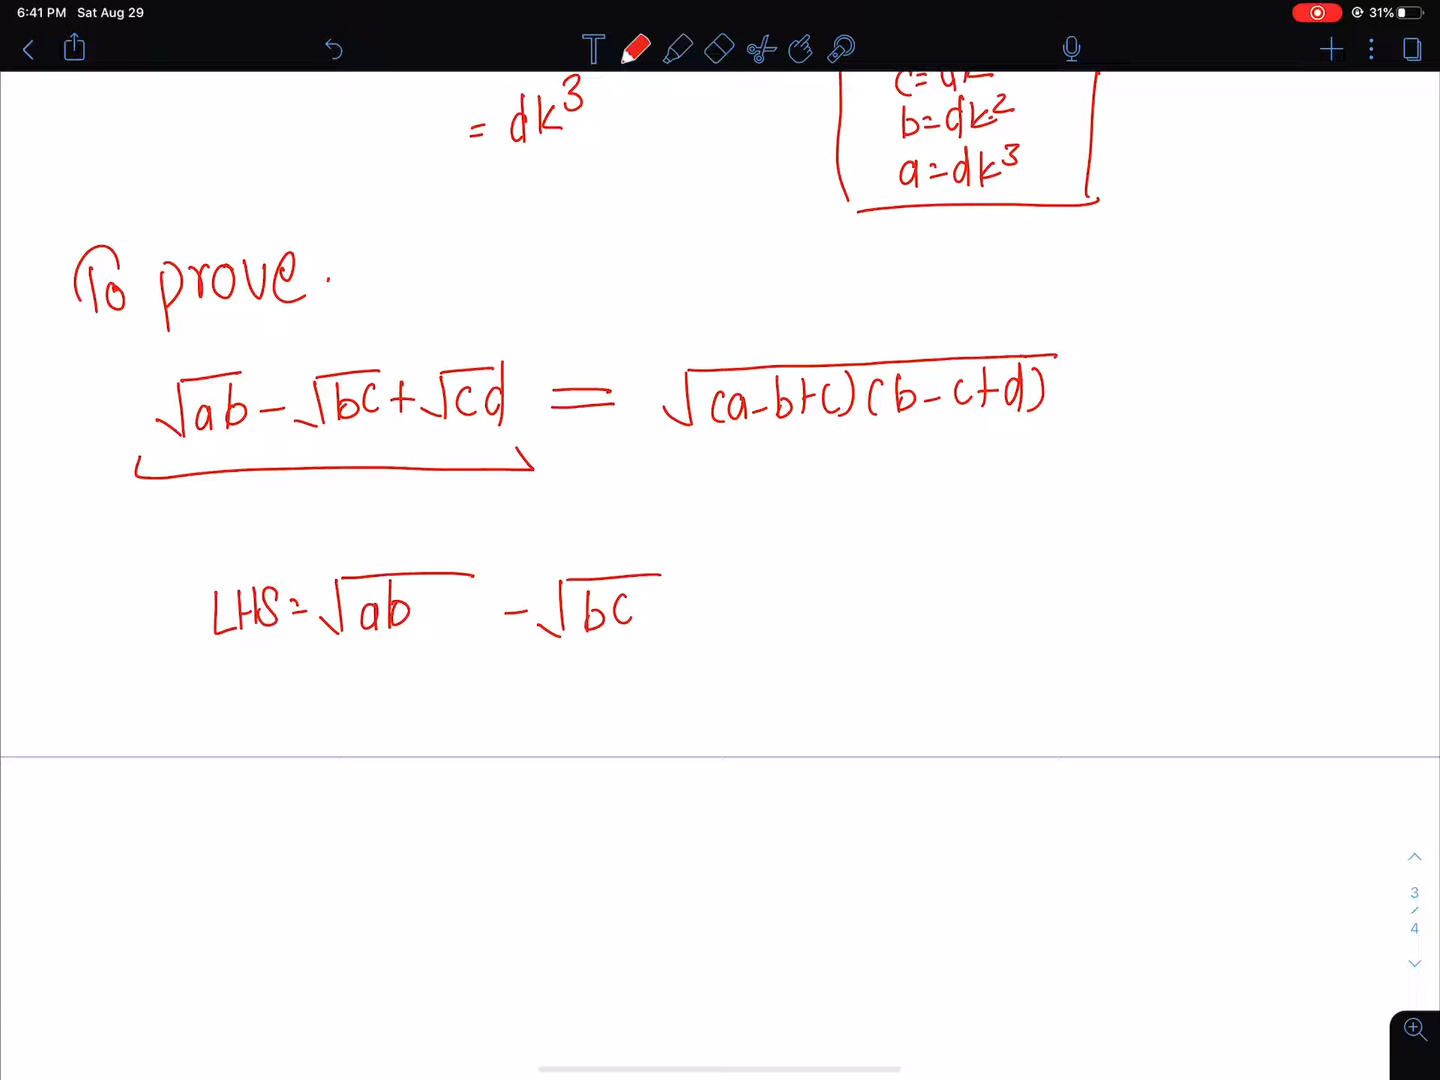 6:41 PM Sat Aug 29 31%
= dk³
b=dk²
a=dk³
To prove.
√ab - √bc + √cd = √(a-b+c)(b-c+d)
LHS = √ab - √bc
3
/
4